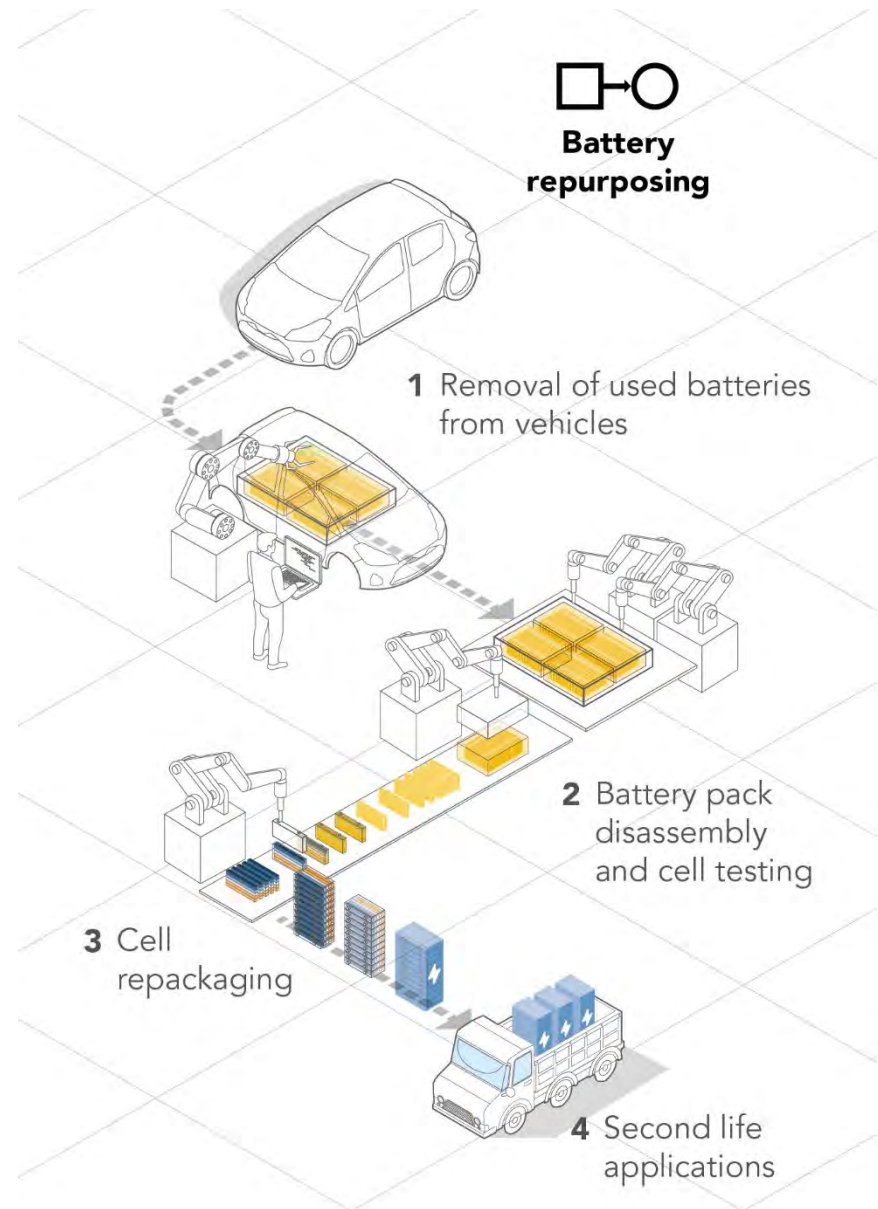 Battery
repurposing
1 Removal of used batteries
from vehicles
2 Battery pack
disassembly
and cell testing
3 Cell
repackaging
4 Second life
applications